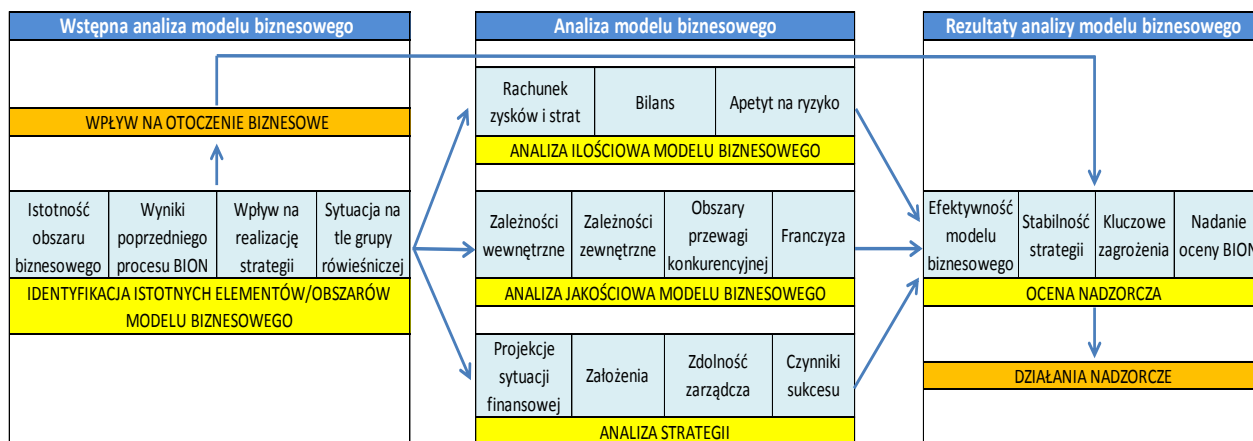 Wstępna analiza modelu biznesowego
WPŁYW NA OTOCZENIE BIZNESOWE
Istotność
obszaru
biznesowego
Wyniki
poprzedniego
procesu BION
Wpływ na
realizację
strategii
Sytuacja na
tle grupy
rówieśniczej
IDENTYFIKACJA ISTOTNYCH ELEMENTÓW/OBSZARÓW
MODELU BIZNESOWEGO
Analiza modelu biznesowego
Rachunek
zysków i strat
Bilans
Apetyt na ryzyko
ANALIZA ILOŚCIOWA MODELU BIZNESOWEGO
Zależności
wewnętrzne
Zależności
zewnętrzne
Obszary
przewagi
konkurencyjnej
Franczyza
ANALIZA JAKOŚCIOWA MODELU BIZNESOWEGO
Projekcje
sytuacji
finansowej
Założenia
Zdolność
zarządcza
Czynniki
sukcesu
ANALIZA STRATEGII
Rezultaty analizy modelu biznesowego
Efektywność
modelu
biznesowego
Stabilność
strategii
Kluczowe
zagrożenia
Nadanie
oceny BION
OCENA NADZORCZA
DZIAŁANIA NADZORCZE